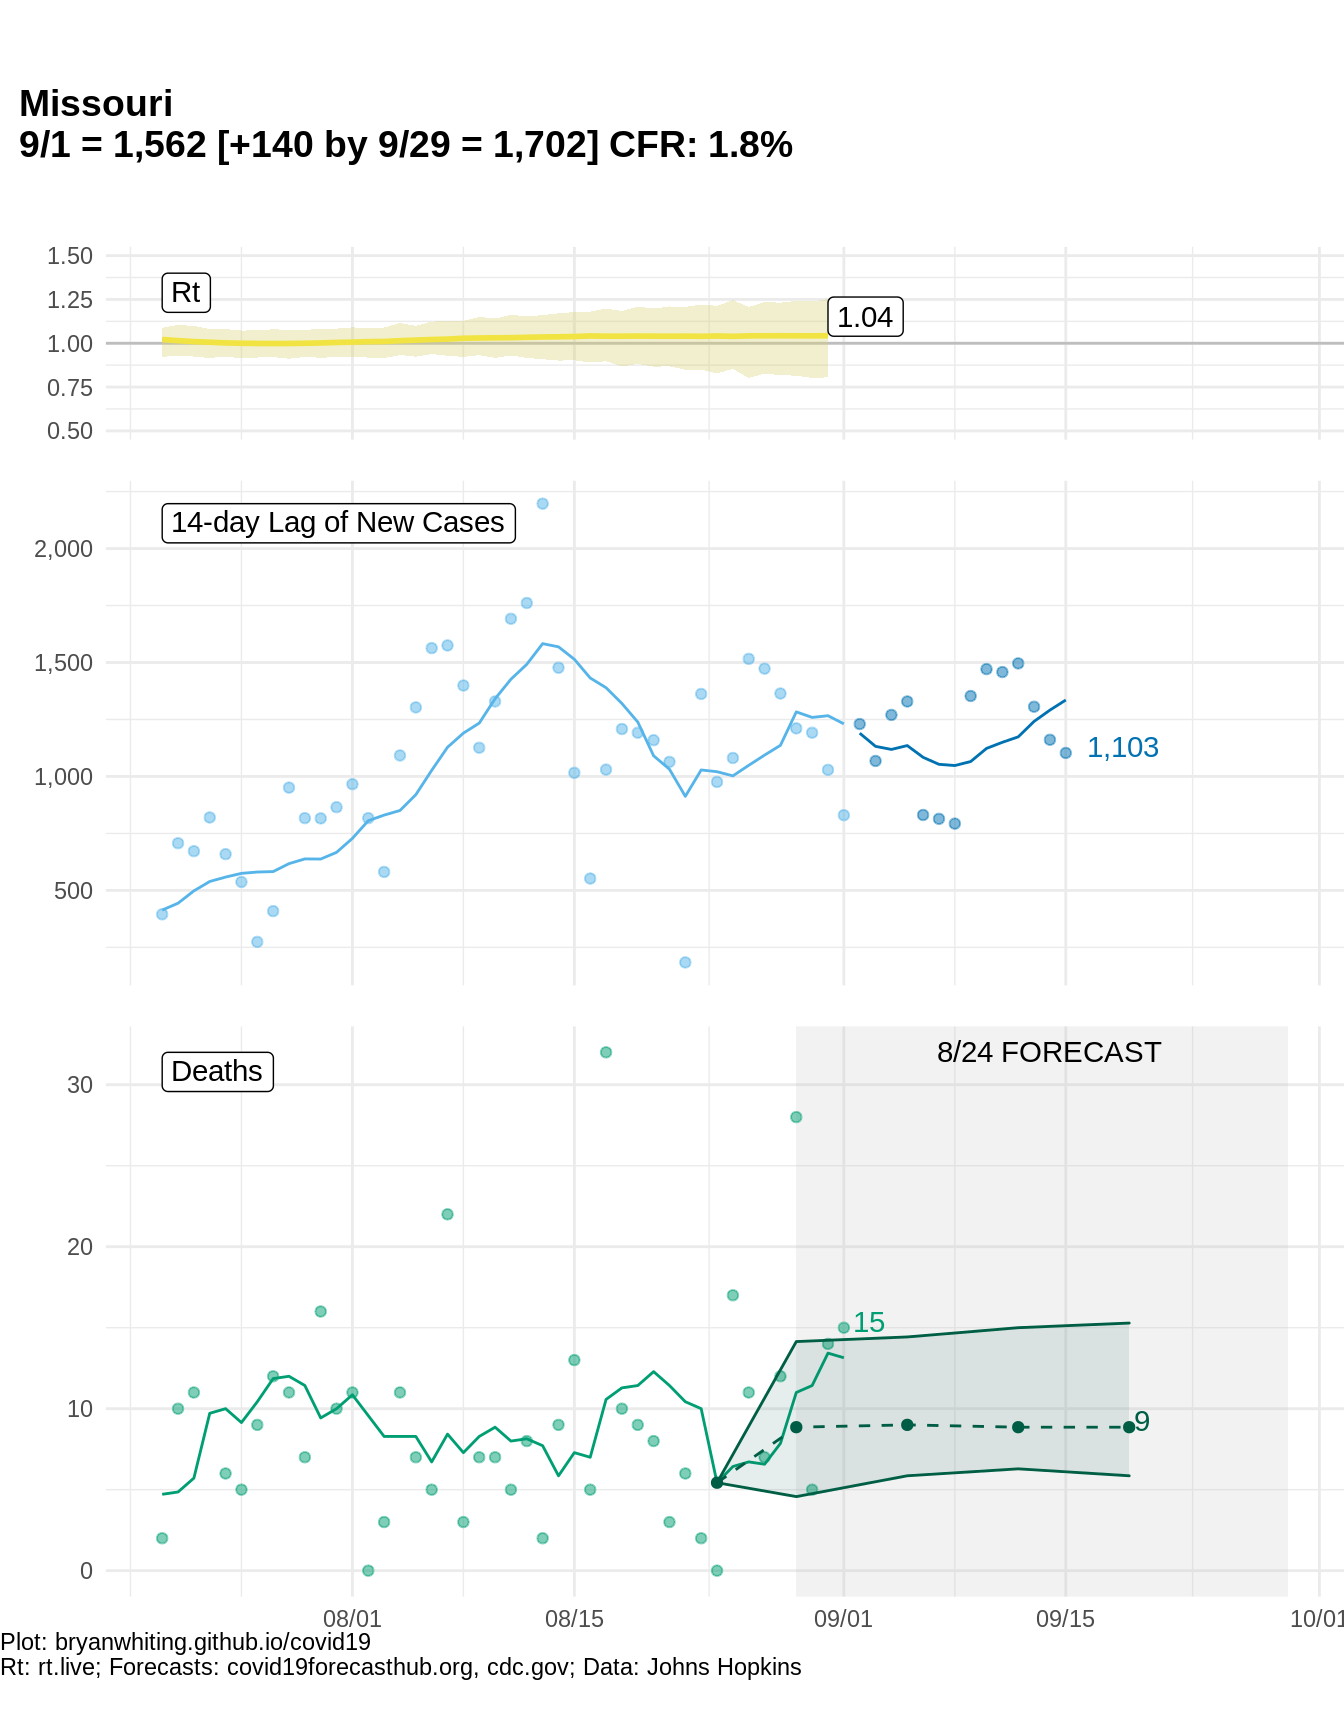 Missouri
9/1 = 1,562 [+140 by 9/29 = 1,702] CFR: 1.8%
1.50
Rt
1.25
1.04
1.00
0.75
0.50
14-day Lag of New Cases
2,000
1,500
1,103
1,000
500
8/24 FORECAST
Deaths
30
20
15
10
9
0
08/01 08/15 09/01 09/15 10/01
Plot: bryanwhiting.github.io/covid19
Rt: rt.live; Forecasts: covid19forecasthub.org, cdc.gov; Data: Johns Hopkins